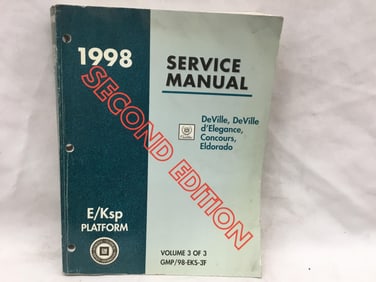 1998
SERVICE
MANUAL
SECOND EDITION
DeVille, DeVille
d'Elegance,
Concours,
Eldorado
E/Ksp
PLATFORM
VOLUME 3 OF 3
GMP/98-EKS-3F